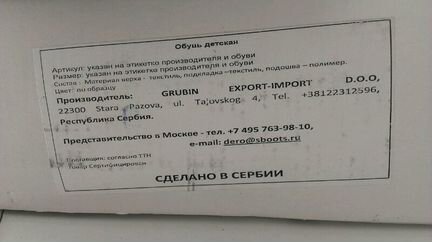 Обувь детская
Артикул: указан на этикетке производителя и обуви
Размер: указан на этикетке производителя и обуви
Состав: Материал верха - текстиль, подкладка – текстиль, подошва – полимер.
Цвет: по образцу
Производитель: GRUBIN EXPORT-IMPORT D.O.O,
22300 Stara Pazova, ul. Tajovskog 4, Tel. +38122312596,
Республика Сербия.
Представительство в Москве - тел. +7 495 763-98-10,
e-mail: dero@sboots.ru
Поставщик: согласно ТТН
Товар Сертифицирован
СДЕЛАНО В СЕРБИИ